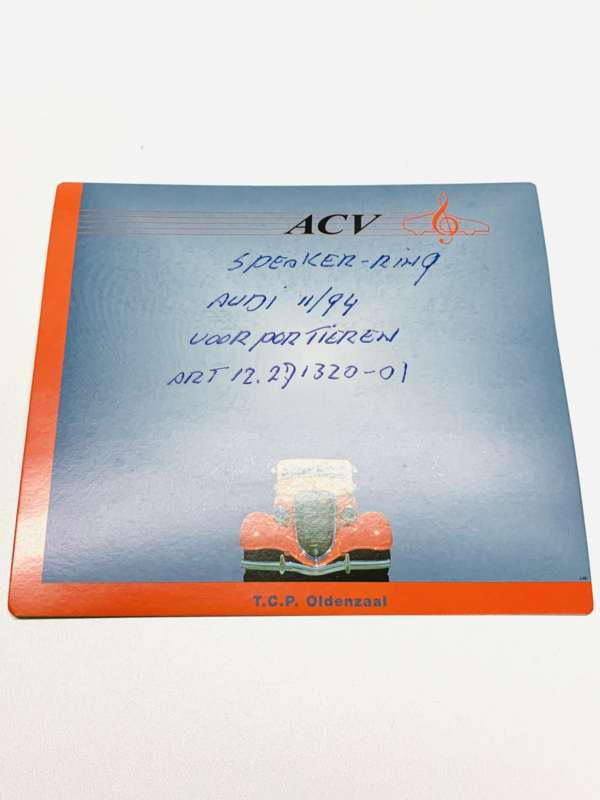 ACV
SPEAKER-RING
AUDI 11/94
VOOR PORTIEREN
ART 12.271320-01
T.C.P. Oldenzaal